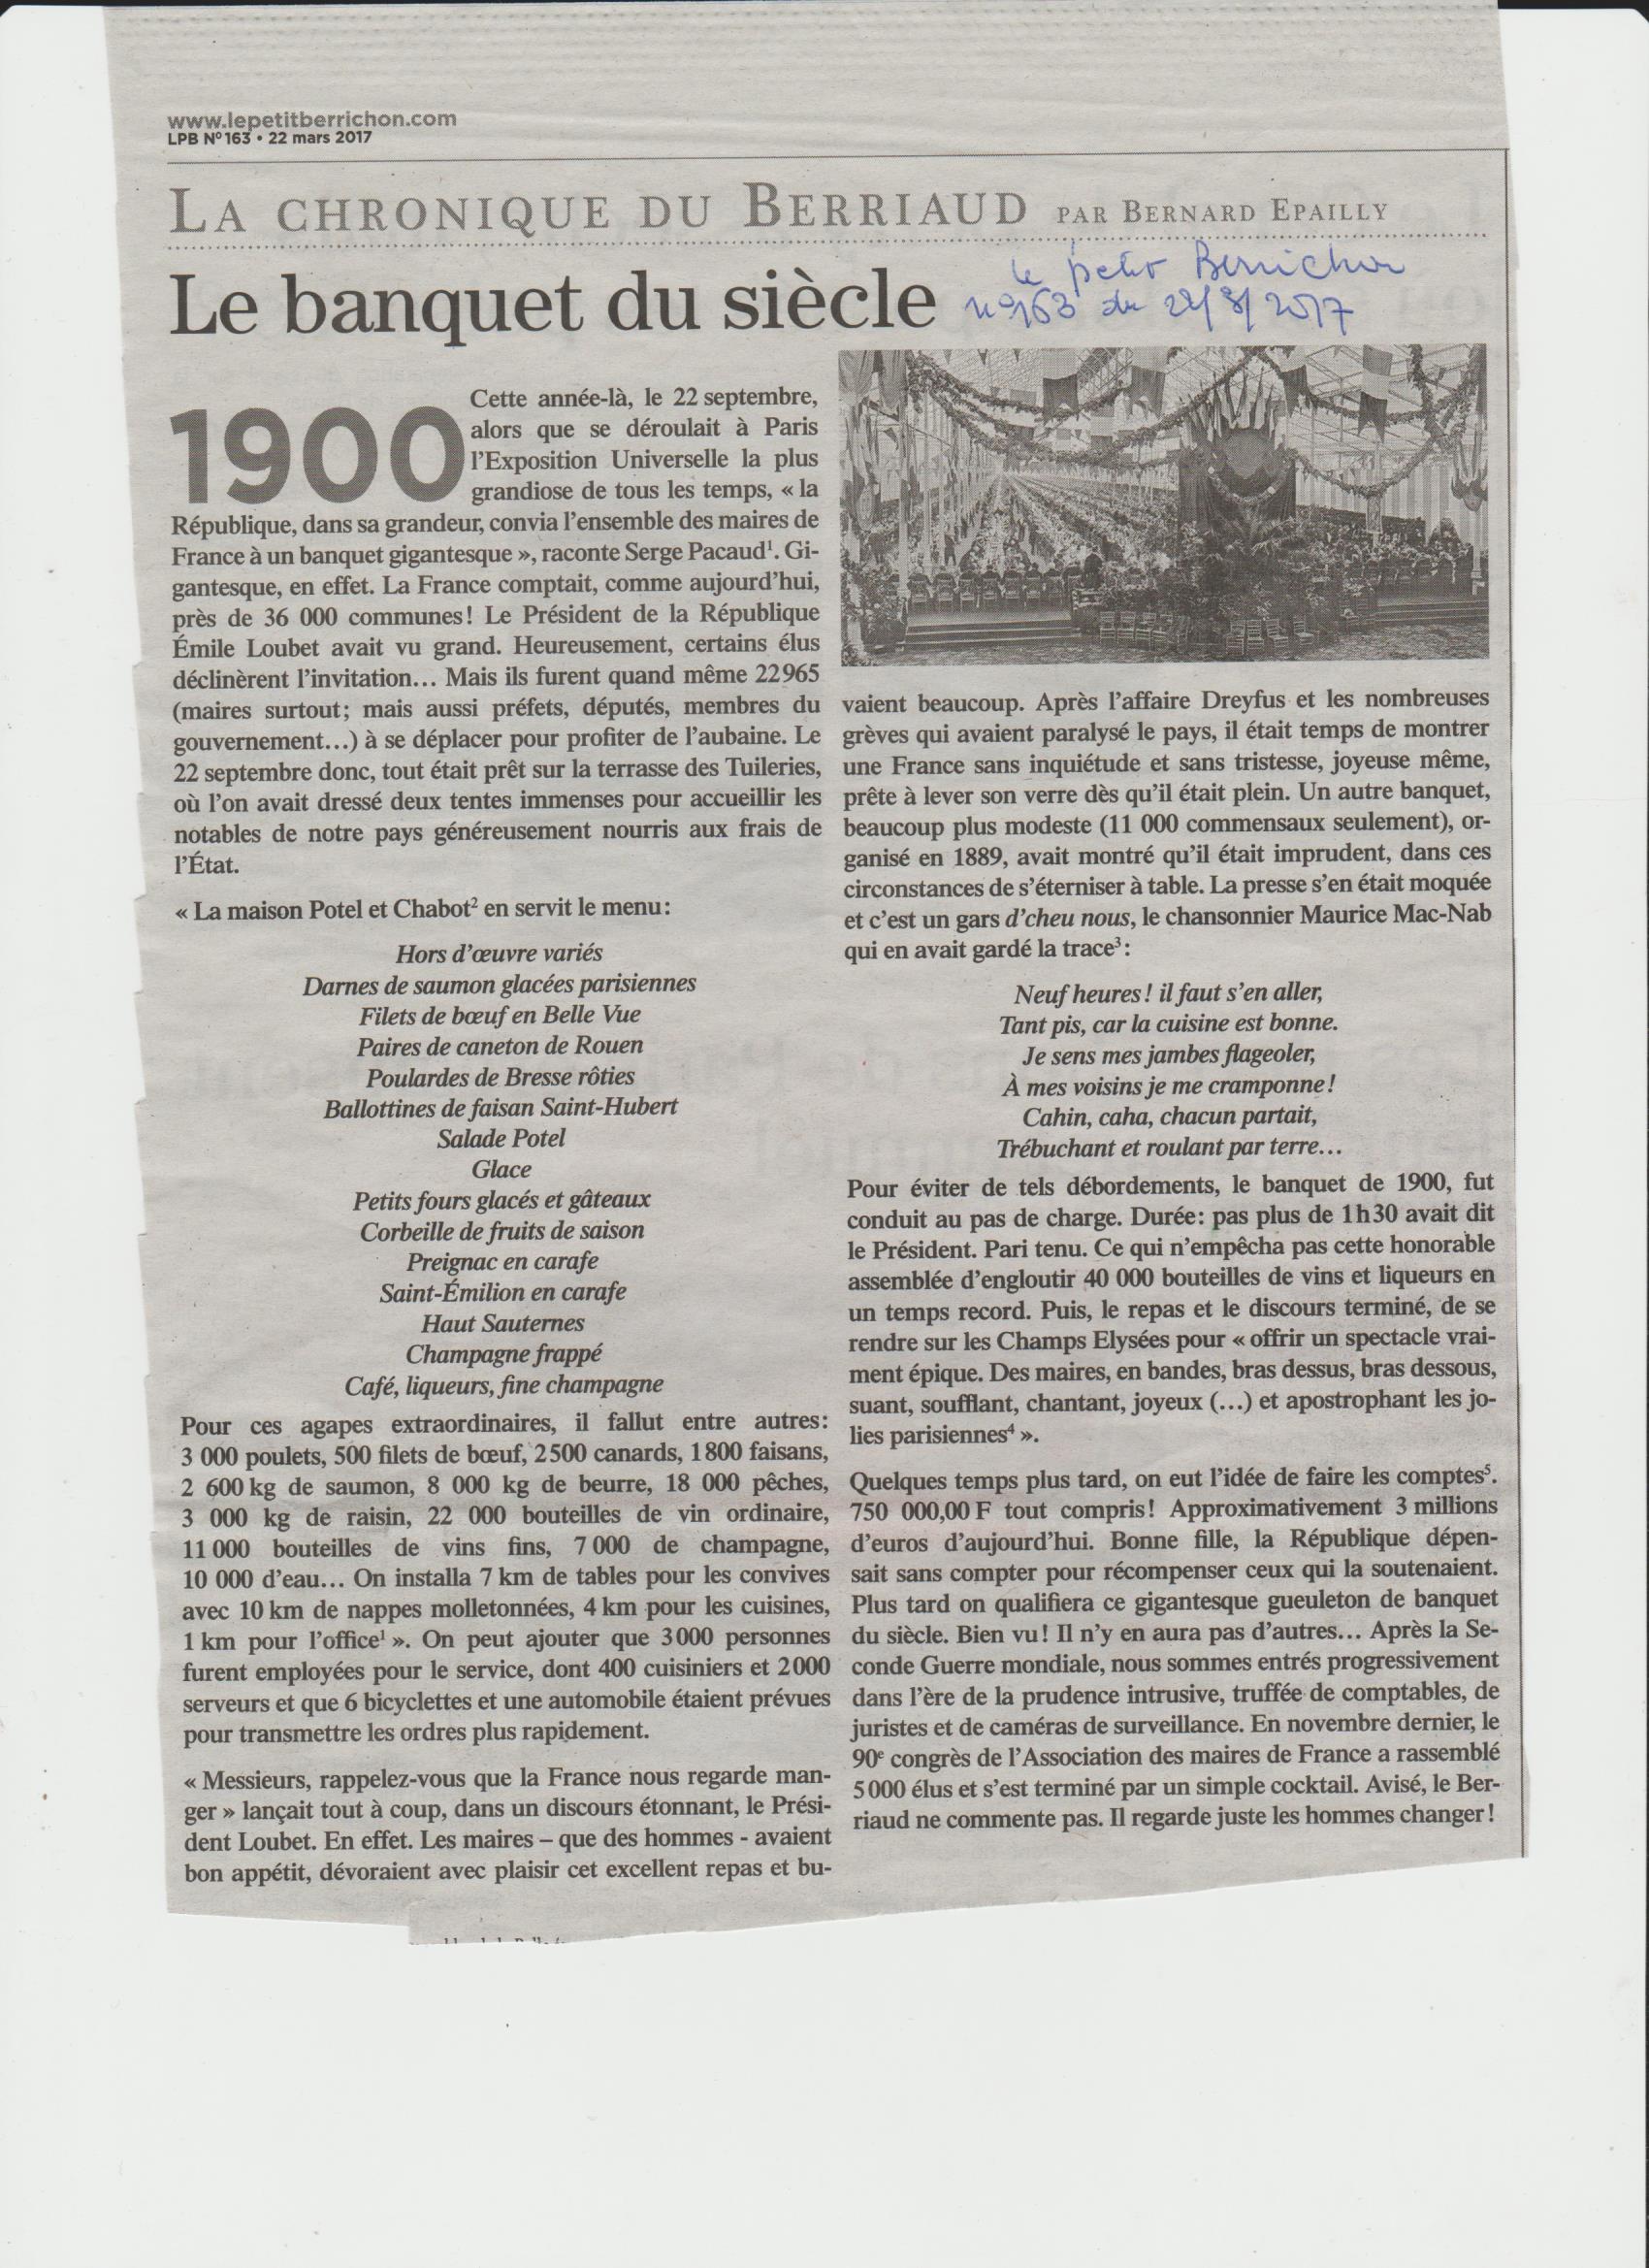 www.lepetitberrichon.com
LPB N° 163 • 22 mars 2017
LA CHRONIQUE DU BERRIAUD PAR BERNARD EPAILLY
Le banquet du siècle
le petit Berrichon
n°163 du 22/3/2017
1900
Cette année-là, le 22 septembre,
alors que se déroulait à Paris
l'Exposition Universelle la plus
grandiose de tous les temps, « la
République, dans sa grandeur, convia l'ensemble des maires de
France à un banquet gigantesque », raconte Serge Pacaud¹. Gi-
gantesque, en effet. La France comptait, comme aujourd'hui,
près de 36 000 communes! Le Président de la République
Émile Loubet avait vu grand. Heureusement, certains élus
déclinèrent l'invitation... Mais ils furent quand même 22965
(maires surtout; mais aussi préfets, députés, membres du
gouvernement...) à se déplacer pour profiter de l'aubaine. Le
22 septembre donc, tout était prêt sur la terrasse des Tuileries,
où l'on avait dressé deux tentes immenses pour accueillir les
notables de notre pays généreusement nourris aux frais de
l'État.
« La maison Potel et Chabot² en servit le menu:
Hors d'œuvre variés
Darnes de saumon glacées parisiennes
Filets de bœuf en Belle Vue
Paires de caneton de Rouen
Poulardes de Bresse rôties
Ballottines de faisan Saint-Hubert
Salade Potel
Glace
Petits fours glacés et gâteaux
Corbeille de fruits de saison
Preignac en carafe
Saint-Émilion en carafe
Haut Sauternes
Champagne frappé
Café, liqueurs, fine champagne
Pour ces agapes extraordinaires, il fallut entre autres:
3 000 poulets, 500 filets de bœuf, 2500 canards, 1800 faisans,
2 600 kg de saumon, 8 000 kg de beurre, 18 000 pêches,
3 000 kg de raisin, 22 000 bouteilles de vin ordinaire,
11 000 bouteilles de vins fins, 7 000 de champagne,
10 000 d'eau... On installa 7 km de tables pour les convives
avec 10 km de nappes molletonnées, 4 km pour les cuisines,
1 km pour l'office¹ ». On peut ajouter que 3000 personnes
furent employées pour le service, dont 400 cuisiniers et 2000
serveurs et que 6 bicyclettes et une automobile étaient prévues
pour transmettre les ordres plus rapidement.
« Messieurs, rappelez-vous que la France nous regarde man-
ger » lançait tout à coup, dans un discours étonnant, le Prési-
dent Loubet. En effet. Les maires – que des hommes - avaient
bon appétit, dévoraient avec plaisir cet excellent repas et bu-
vaient beaucoup. Après l'affaire Dreyfus et les nombreuses
grèves qui avaient paralysé le pays, il était temps de montrer
une France sans inquiétude et sans tristesse, joyeuse même,
prête à lever son verre dès qu'il était plein. Un autre banquet,
beaucoup plus modeste (11 000 commensaux seulement), or-
ganisé en 1889, avait montré qu'il était imprudent, dans ces
circonstances de s'éterniser à table. La presse s'en était moquée
et c'est un gars d'cheu nous, le chansonnier Maurice Mac-Nab
qui en avait gardé la trace³:
Neuf heures! il faut s'en aller,
Tant pis, car la cuisine est bonne.
Je sens mes jambes flageoler,
À mes voisins je me cramponne!
Cahin, caha, chacun partait,
Trébuchant et roulant par terre...
Pour éviter de tels débordements, le banquet de 1900, fut
conduit au pas de charge. Durée: pas plus de 1h30 avait dit
le Président. Pari tenu. Ce qui n'empêcha pas cette honorable
assemblée d'engloutir 40 000 bouteilles de vins et liqueurs en
un temps record. Puis, le repas et le discours terminé, de se
rendre sur les Champs Elysées pour « offrir un spectacle vrai-
ment épique. Des maires, en bandes, bras dessus, bras dessous,
suant, soufflant, chantant, joyeux (...) et apostrophant les jo-
lies parisiennes⁴ ».
Quelques temps plus tard, on eut l'idée de faire les comptes⁵.
750 000,00 F tout compris! Approximativement 3 millions
d'euros d'aujourd'hui. Bonne fille, la République dépen-
sait sans compter pour récompenser ceux qui la soutenaient.
Plus tard on qualifiera ce gigantesque gueuleton de banquet
du siècle. Bien vu! Il n'y en aura pas d'autres... Après la Se-
conde Guerre mondiale, nous sommes entrés progressivement
dans l'ère de la prudence intrusive, truffée de comptables, de
juristes et de caméras de surveillance. En novembre dernier, le
90e congrès de l'Association des maires de France a rassemblé
5 000 élus et s'est terminé par un simple cocktail. Avisé, le Ber-
riaud ne commente pas. Il regarde juste les hommes changer!